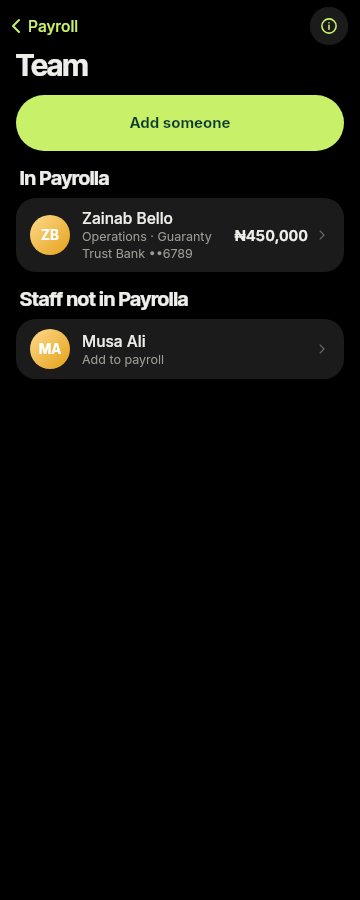 Payroll
Team
Add someone
In Payrolla
ZB
Zainab Bello
Operations · Guaranty
Trust Bank ••6789
₦450,000
Staff not in Payrolla
MA
Musa Ali
Add to payroll